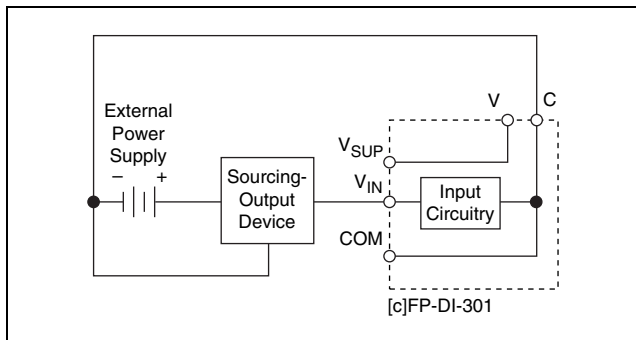 External
Power
Supply
– +
Sourcing-
Output
Device
V
C
VSUP
VIN
COM
Input
Circuitry
[c]FP-DI-301